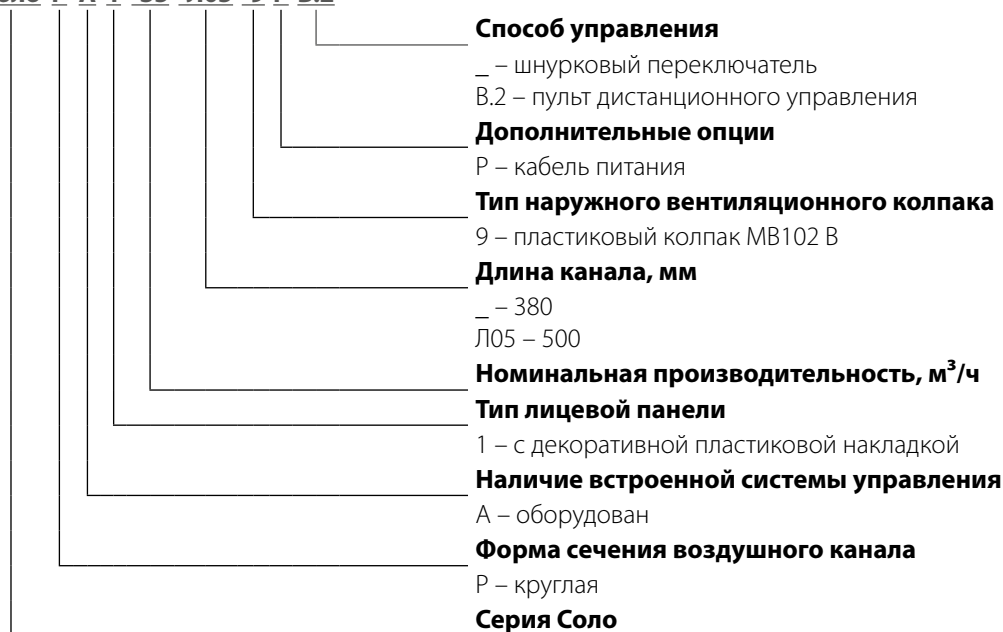 Способ управления
_ – шнурковый переключатель
В.2 – пульт дистанционного управления
Дополнительные опции
Р – кабель питания
Тип наружного вентиляционного колпака
9 – пластиковый колпак МВ102 В
Длина канала, мм
_ – 380
Л05 – 500
Номинальная производительность, м³/ч
Тип лицевой панели
1 – с декоративной пластиковой накладкой
Наличие встроенной системы управления
А – оборудован
Форма сечения воздушного канала
Р – круглая
Серия Соло